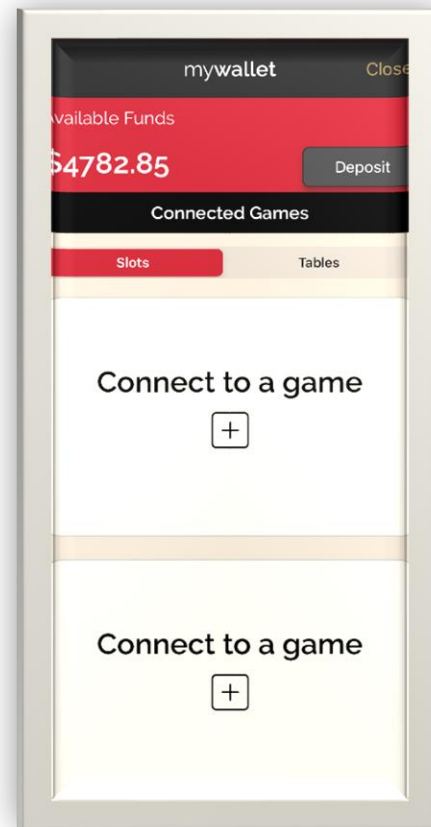 mywallet Close
Available Funds
$4782.85 Deposit
Connected Games
Slots Tables
Connect to a game
+
Connect to a game
+